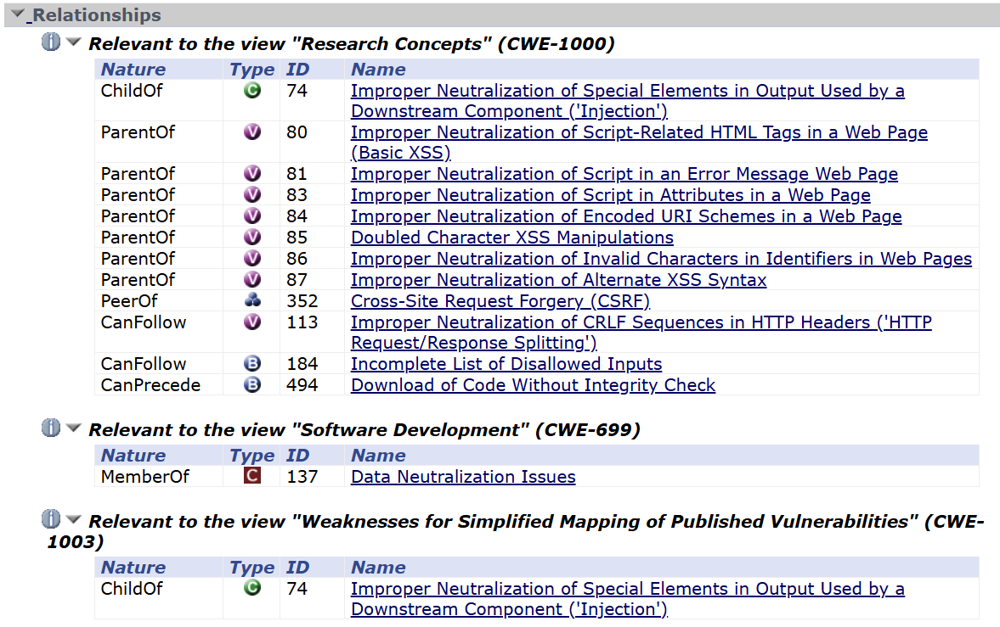 Relationships
Relevant to the view "Research Concepts" (CWE-1000)
Nature Type ID Name
ChildOf C 74 Improper Neutralization of Special Elements in Output Used by a
Downstream Component ('Injection')
ParentOf V 80 Improper Neutralization of Script-Related HTML Tags in a Web Page
(Basic XSS)
ParentOf V 81 Improper Neutralization of Script in an Error Message Web Page
ParentOf V 83 Improper Neutralization of Script in Attributes in a Web Page
ParentOf V 84 Improper Neutralization of Encoded URI Schemes in a Web Page
ParentOf V 85 Doubled Character XSS Manipulations
ParentOf V 86 Improper Neutralization of Invalid Characters in Identifiers in Web Pages
ParentOf V 87 Improper Neutralization of Alternate XSS Syntax
PeerOf 352 Cross-Site Request Forgery (CSRF)
CanFollow V 113 Improper Neutralization of CRLF Sequences in HTTP Headers ('HTTP
Request/Response Splitting')
CanFollow B 184 Incomplete List of Disallowed Inputs
CanPrecede B 494 Download of Code Without Integrity Check
Relevant to the view "Software Development" (CWE-699)
Nature Type ID Name
MemberOf C 137 Data Neutralization Issues
Relevant to the view "Weaknesses for Simplified Mapping of Published Vulnerabilities" (CWE-
1003)
Nature Type ID Name
ChildOf C 74 Improper Neutralization of Special Elements in Output Used by a
Downstream Component ('Injection')